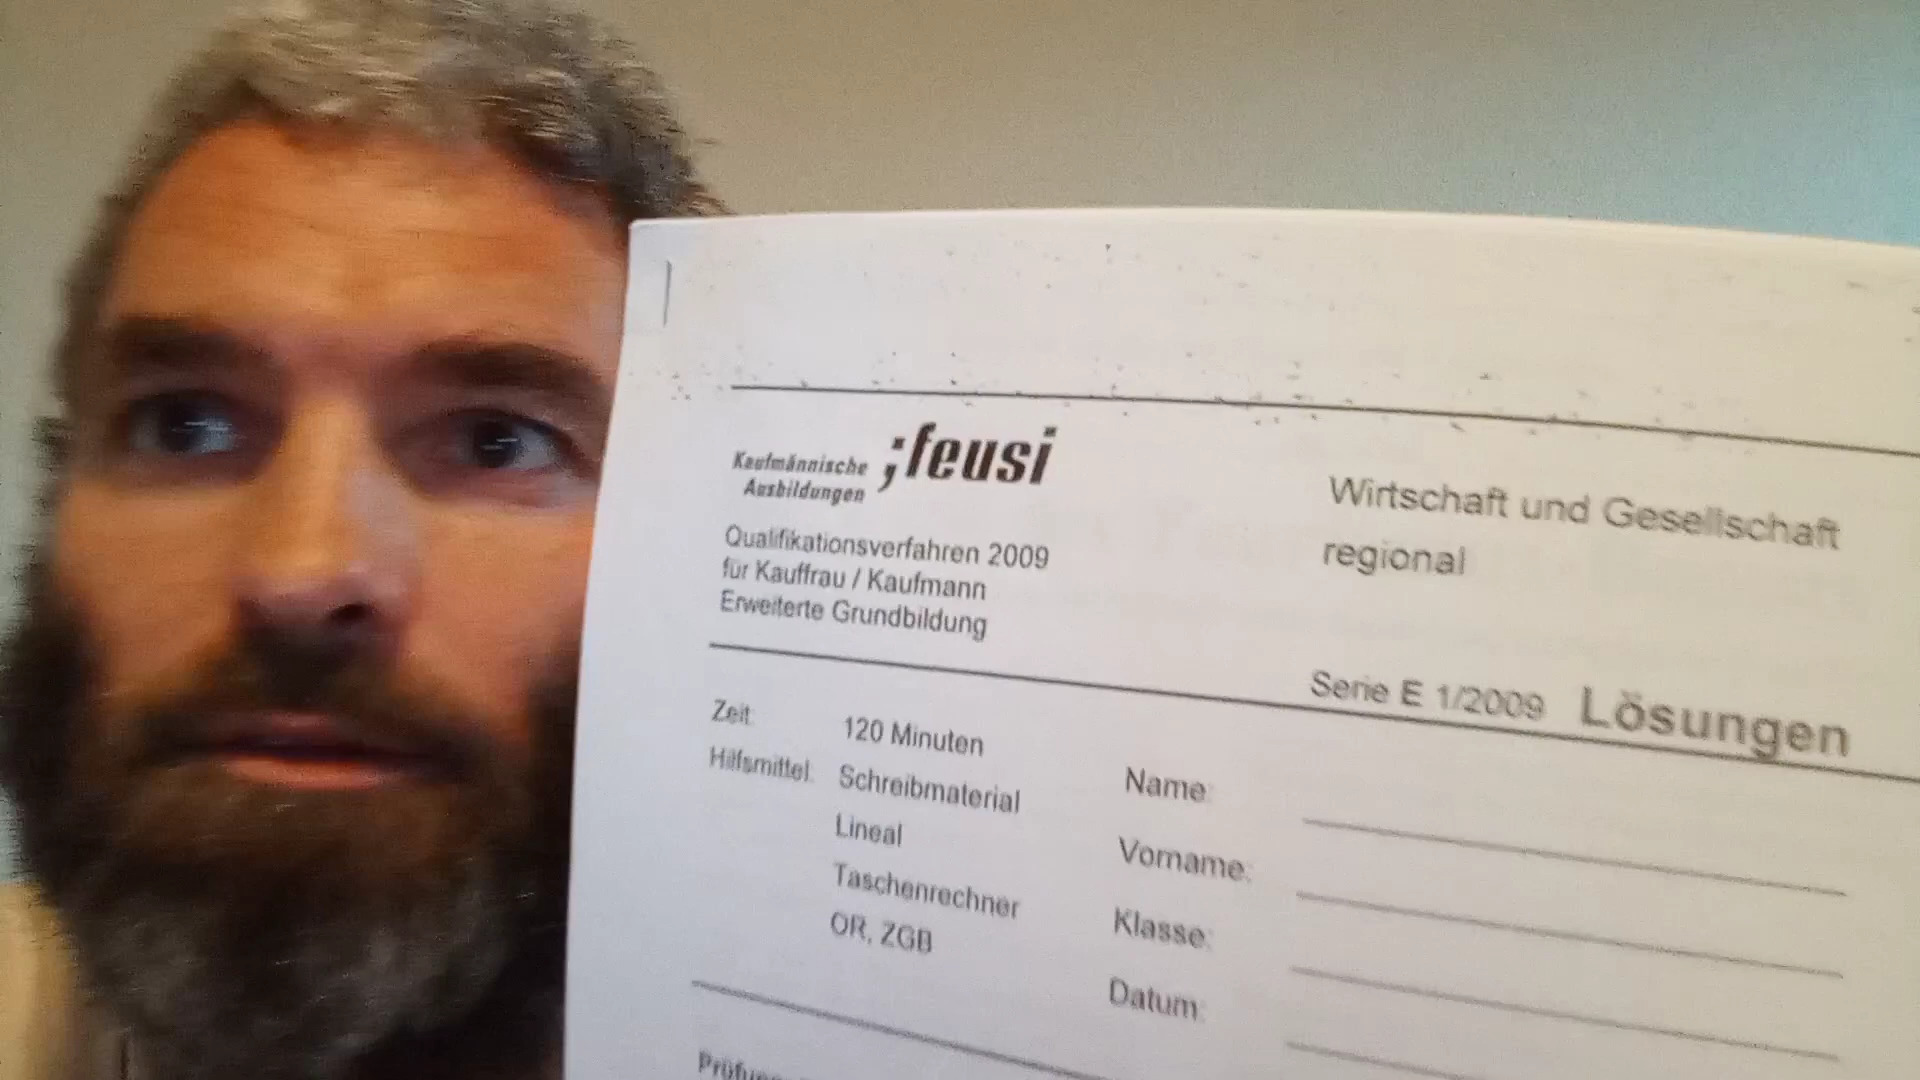 Kaufmännische ;feusi
Ausbildungen
Wirtschaft und Gesellschaft
regional
Qualifikationsverfahren 2009
für Kauffrau / Kaufmann
Erweiterte Grundbildung
Serie E 1/2009 Lösungen
Zeit: 120 Minuten
Hilfsmittel: Schreibmaterial
Lineal
Taschenrechner
OR, ZGB
Name:
Vorname:
Klasse:
Datum: